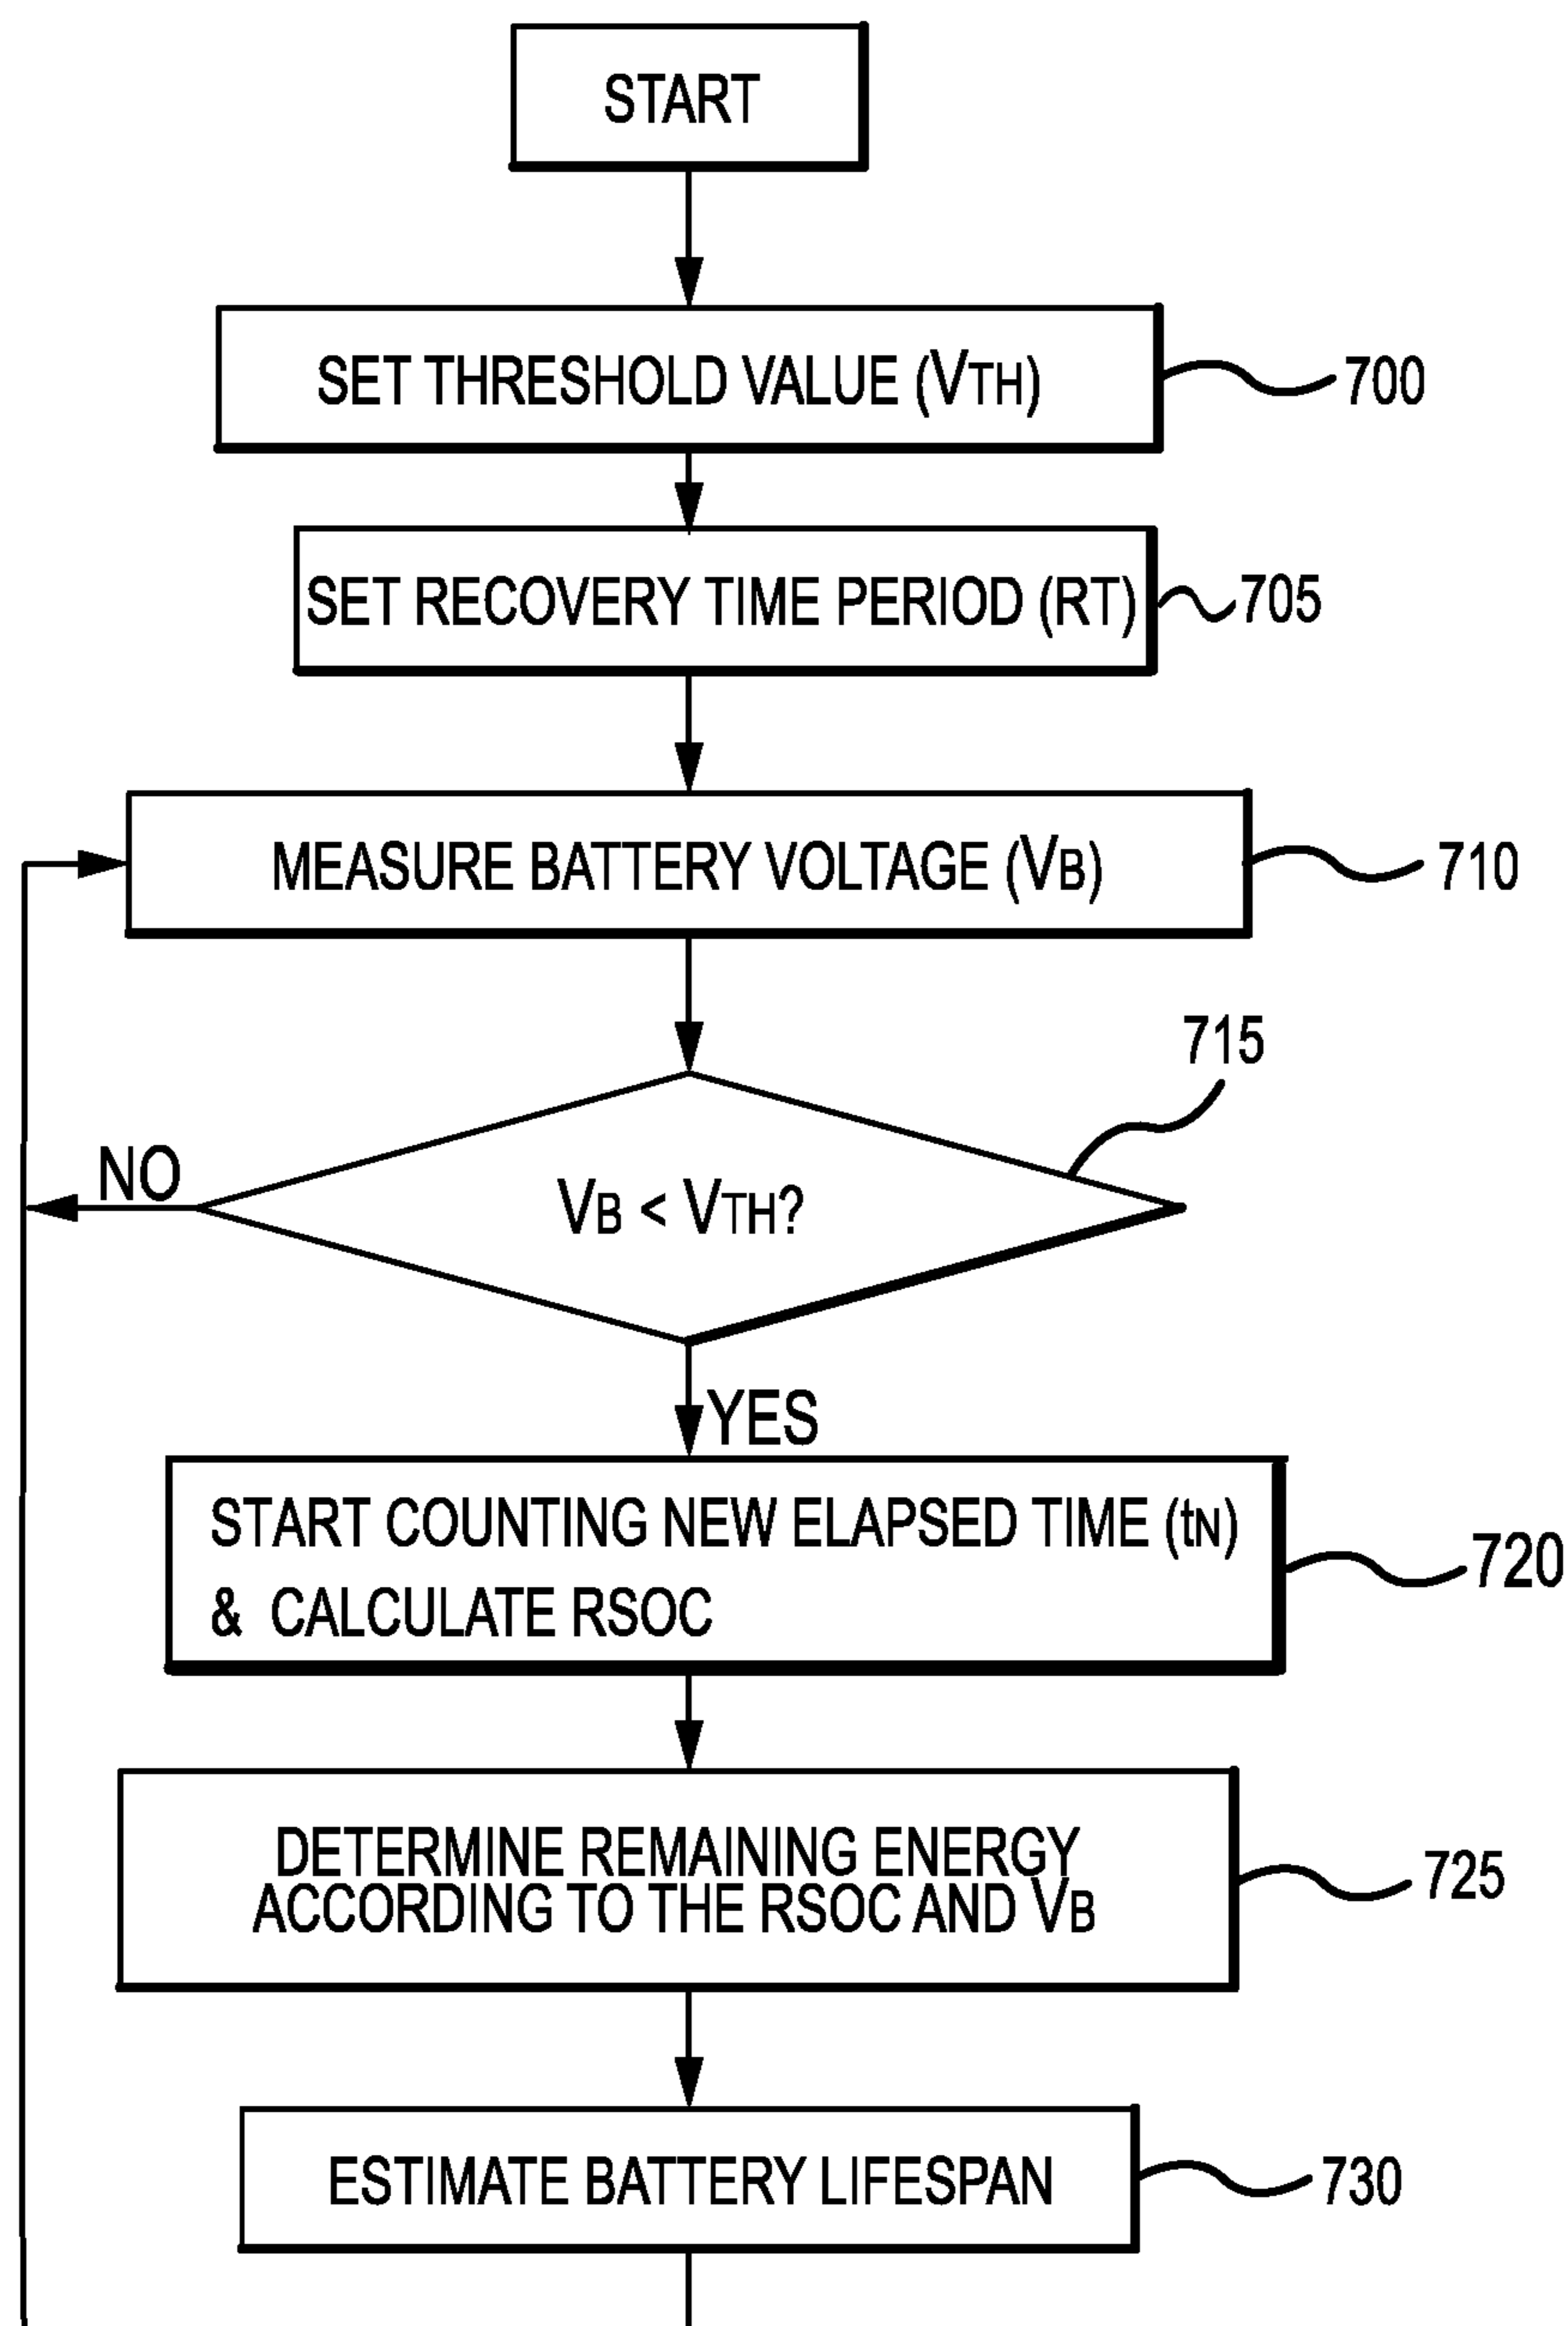 START
SET THRESHOLD VALUE (VTH)
700
SET RECOVERY TIME PERIOD (RT)
705
MEASURE BATTERY VOLTAGE (VB)
710
715
NO
VB < VTH?
YES
START COUNTING NEW ELAPSED TIME (tN)
& CALCULATE RSOC
720
DETERMINE REMAINING ENERGY
ACCORDING TO THE RSOC AND VB
725
ESTIMATE BATTERY LIFESPAN
730